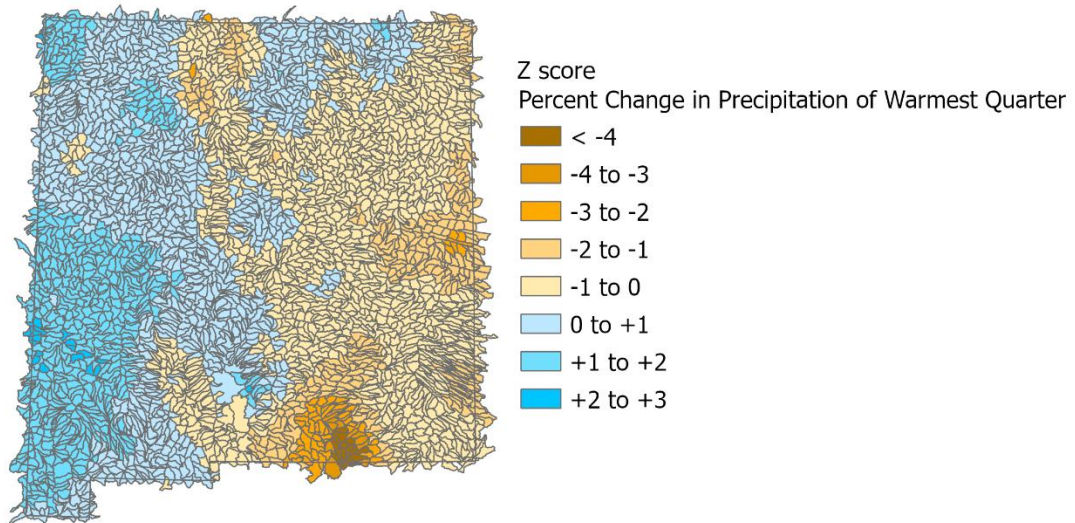 Z score
Percent Change in Precipitation of Warmest Quarter
< -4
-4 to -3
-3 to -2
-2 to -1
-1 to 0
0 to +1
+1 to +2
+2 to +3